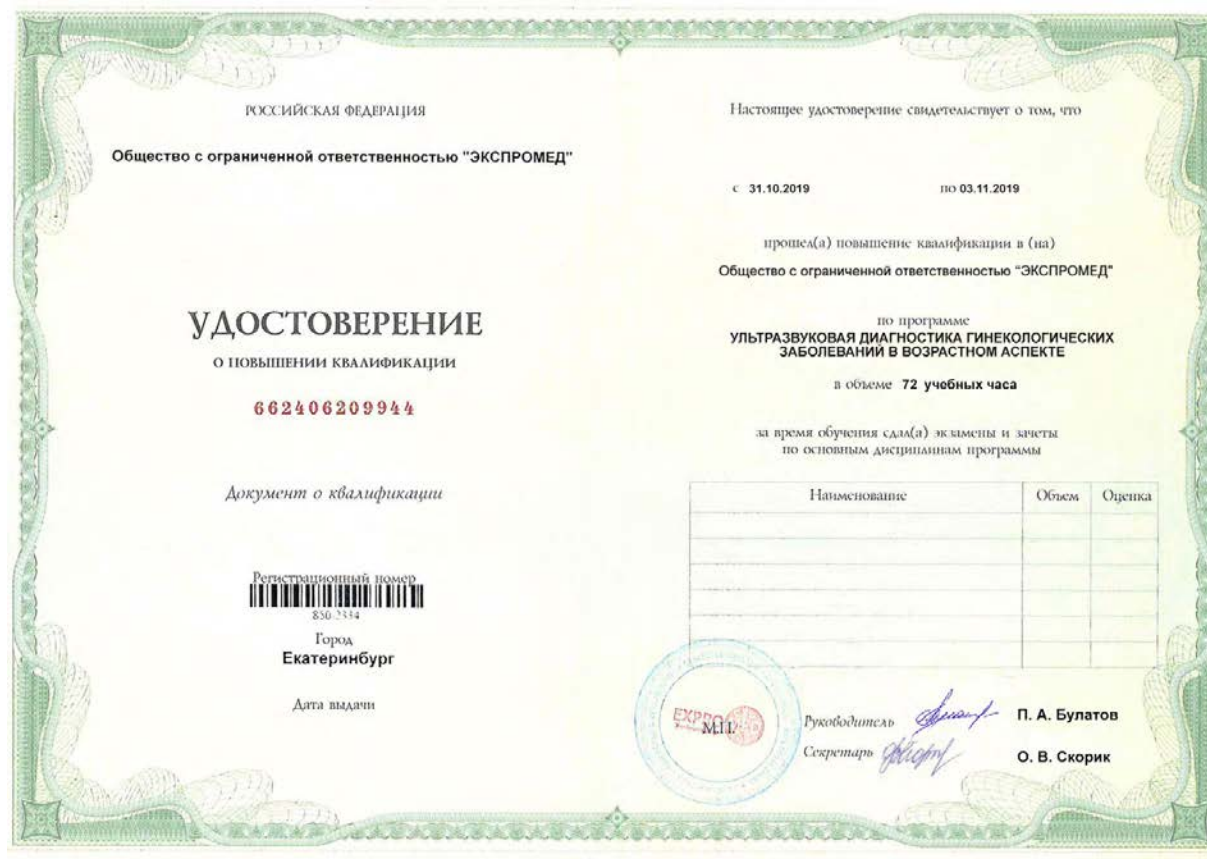 РОССИЙСКАЯ ФЕДЕРАЦИЯ
Общество с ограниченной ответственностью "ЭКСПРОМЕД"
УДОСТОВЕРЕНИЕ
О ПОВЫШЕНИИ КВАЛИФИКАЦИИ
662406209944
Документ о квалификации
Регистрационный номер
850-2334
Город
Екатеринбург
Дата выдачи
Настоящее удостоверение свидетельствует о том, что
с 31.10.2019 по 03.11.2019
прошел(а) повышение квалификации в (на)
Общество с ограниченной ответственностью "ЭКСПРОМЕД"
по программе
УЛЬТРАЗВУКОВАЯ ДИАГНОСТИКА ГИНЕКОЛОГИЧЕСКИХ
ЗАБОЛЕВАНИЙ В ВОЗРАСТНОМ АСПЕКТЕ
в объеме 72 учебных часа
за время обучения сдал(а) экзамены и зачеты
по основным дисциплинам программы
Наименование Объем Оценка
М.П.
Руководитель П. А. Булатов
Секретарь О. В. Скорик